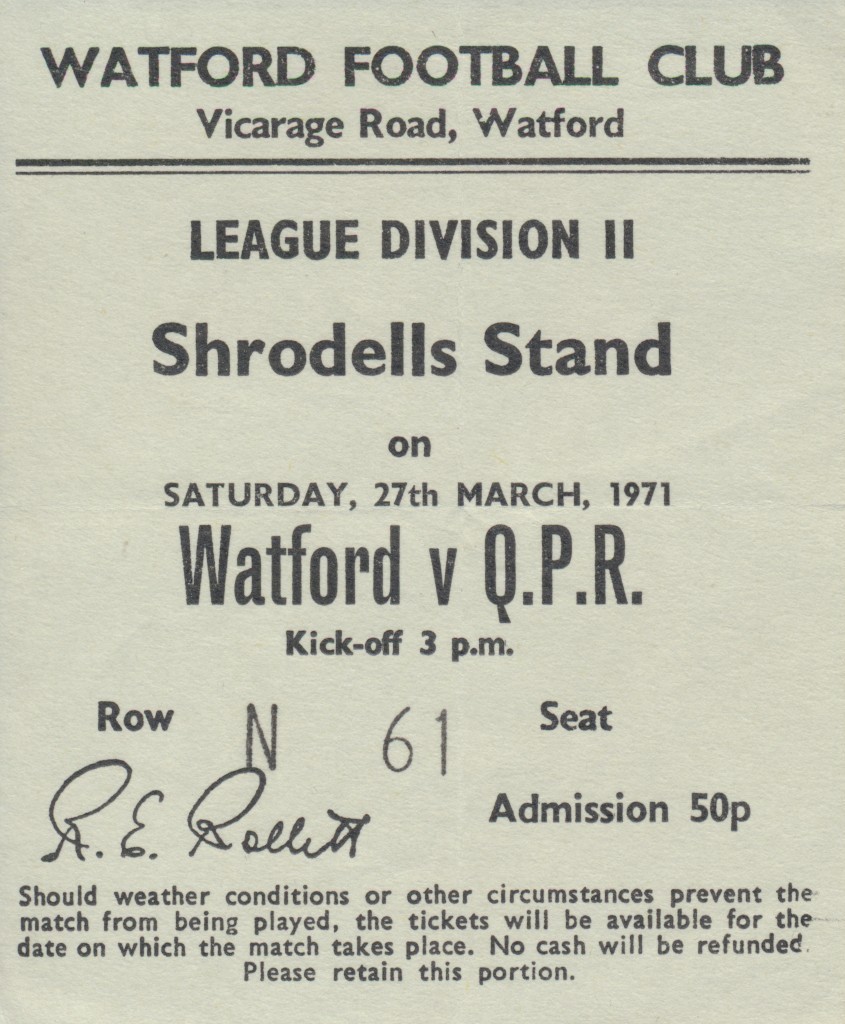 WATFORD FOOTBALL CLUB
Vicarage Road, Watford
LEAGUE DIVISION II
Shrodells Stand
on
SATURDAY, 27th MARCH, 1971
Watford v Q.P.R.
Kick-off 3 p.m.
Row N 61 Seat
R. E. Rollitt
Admission 50p
Should weather conditions or other circumstances prevent the
match from being played, the tickets will be available for the
date on which the match takes place. No cash will be refunded.
Please retain this portion.